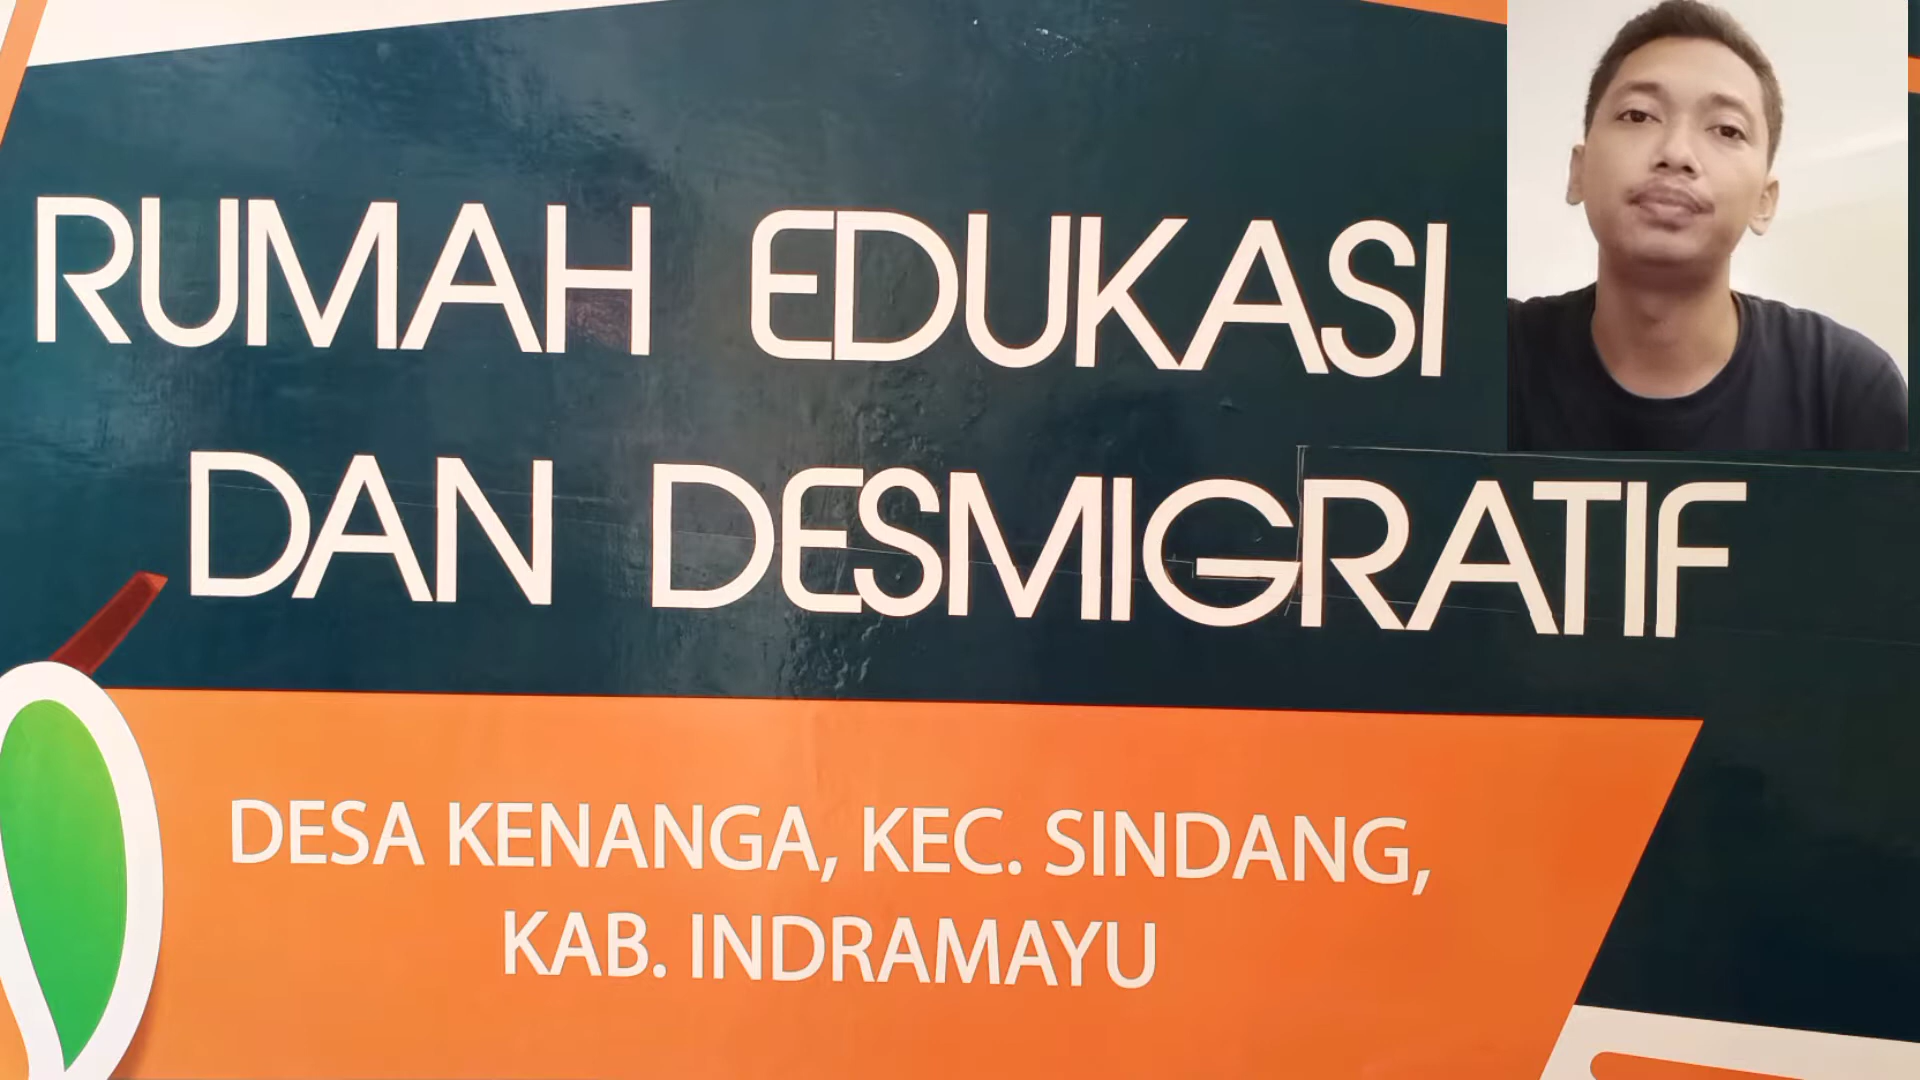 RUMAH EDUKASI
DAN DESMIGRATIF
DESA KENANGA, KEC. SINDANG,
KAB. INDRAMAYU